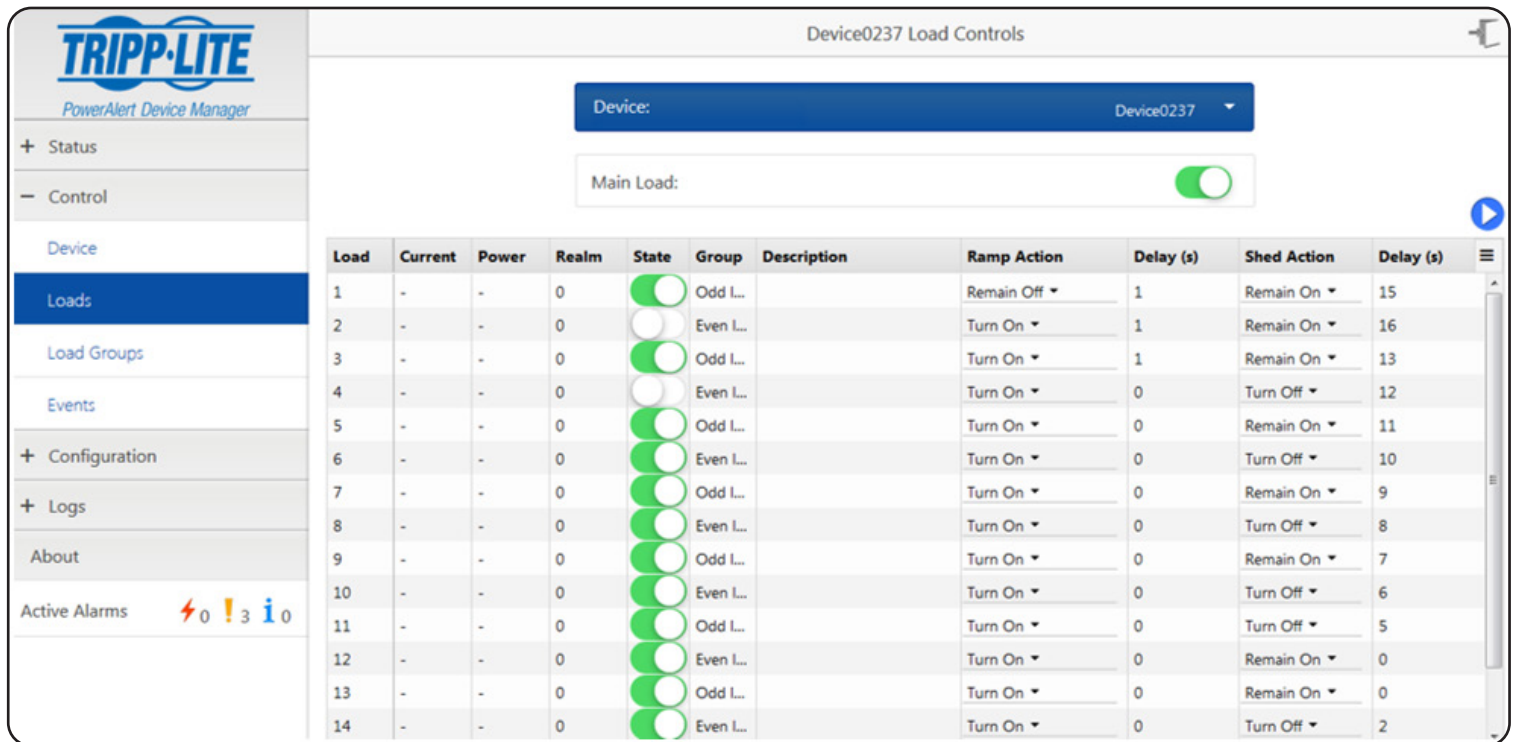 TRIPP·LITE
PowerAlert Device Manager
+ Status
− Control
Device
Loads
Load Groups
Events
+ Configuration
+ Logs
About
Active Alarms 0 ! 3 i 0
Device0237 Load Controls
Device: Device0237
Main Load:
Load Current Power Realm State Group Description Ramp Action Delay (s) Shed Action Delay (s)
1 - - 0 Odd l... Remain Off 1 Remain On 15
2 - - 0 Even l... Turn On 1 Remain On 16
3 - - 0 Odd l... Turn On 1 Remain On 13
4 - - 0 Even l... Turn On 0 Turn Off 12
5 - - 0 Odd l... Turn On 0 Remain On 11
6 - - 0 Even l... Turn On 0 Turn Off 10
7 - - 0 Odd l... Turn On 0 Remain On 9
8 - - 0 Even l... Turn On 0 Turn Off 8
9 - - 0 Odd l... Turn On 0 Remain On 7
10 - - 0 Even l... Turn On 0 Turn Off 6
11 - - 0 Odd l... Turn On 0 Turn Off 5
12 - - 0 Even l... Turn On 0 Remain On 0
13 - - 0 Odd l... Turn On 0 Remain On 0
14 - - 0 Even l... Turn On 0 Turn Off 2